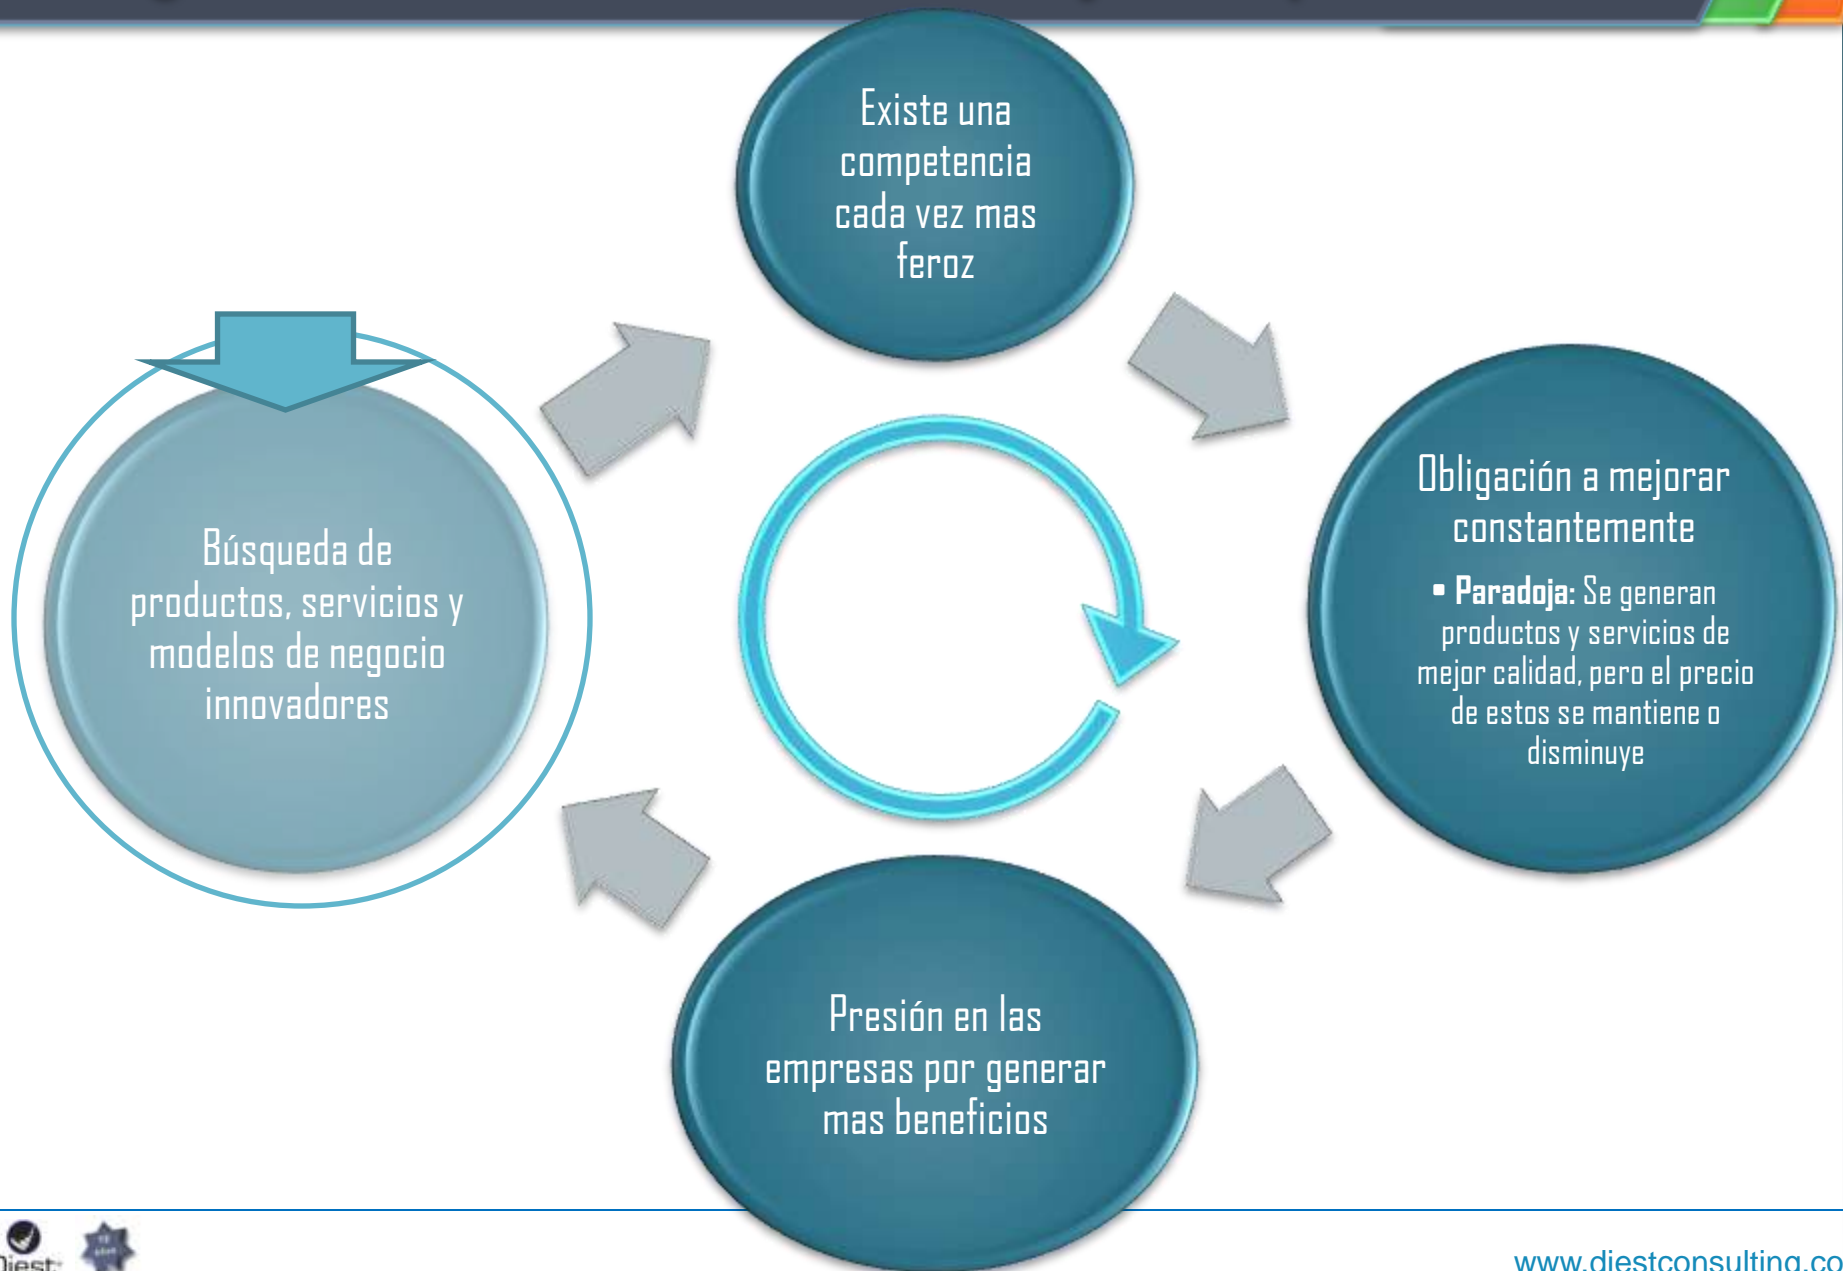 Existe una
competencia
cada vez mas
feroz
Obligación a mejorar
constantemente
▪ Paradoja: Se generan
productos y servicios de
mejor calidad, pero el precio
de estos se mantiene o
disminuye
Presión en las
empresas por generar
mas beneficios
Búsqueda de
productos, servicios y
modelos de negocio
innovadores
Diest
www.diestconsulting.co